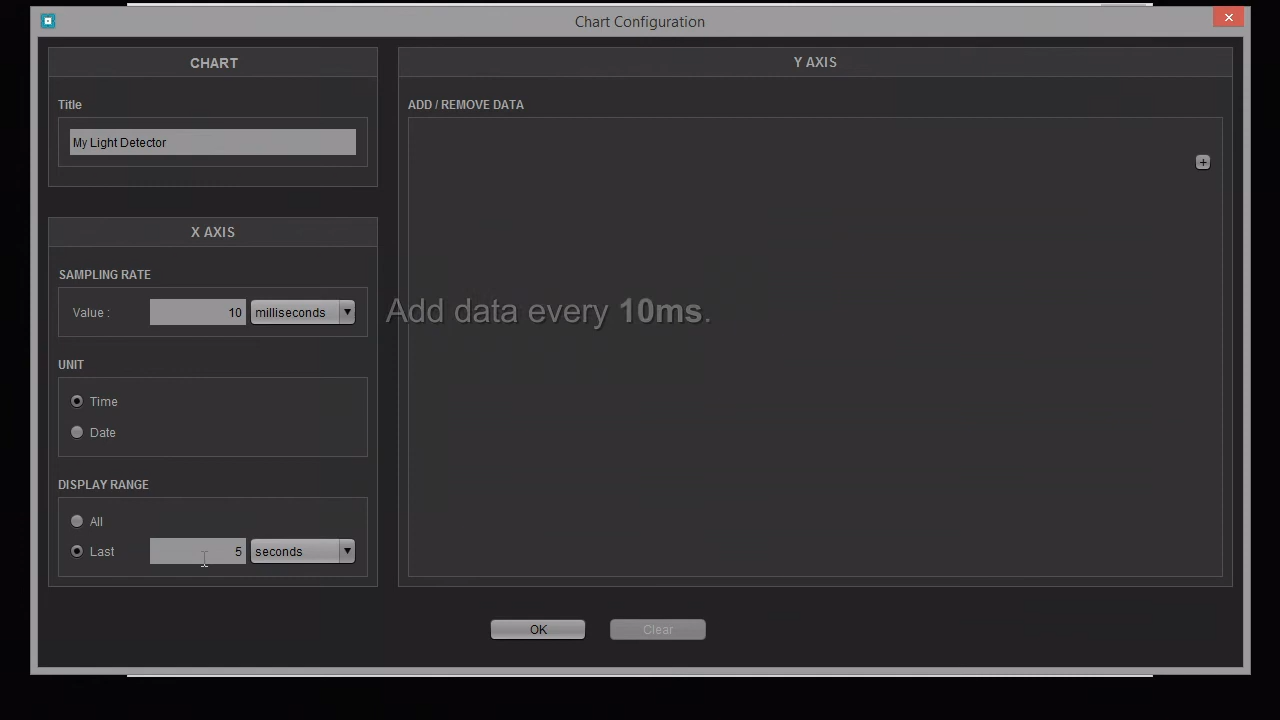 Chart Configuration
CHART
Title
My Light Detector
X AXIS
SAMPLING RATE
Value : 10 milliseconds
UNIT
Time
Date
DISPLAY RANGE
All
Last 5 seconds
Y AXIS
ADD / REMOVE DATA
+
Add data every 10ms.
OK Clear